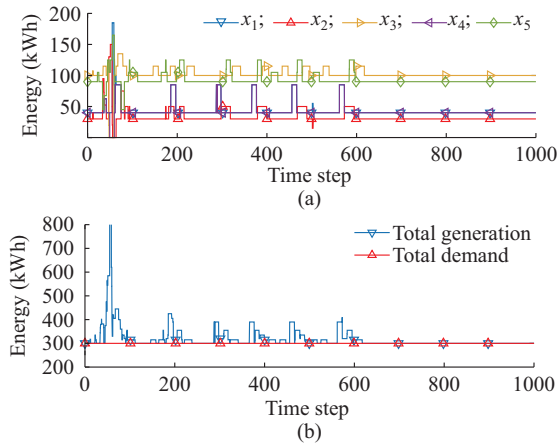 (a)
x1; x2; x3; x4; x5
200
150
100
50
Energy (kWh)
0 200 400 600 800 1000
Time step
(a)
Total generation
Total demand
800
700
600
500
400
300
200
Energy (kWh)
0 200 400 600 800 1000
Time step
(b)